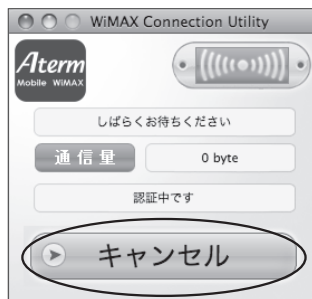 WiMAX Connection Utility
Aterm
Mobile WiMAX
しばらくお待ちください
通信量
0 byte
認証中です
キャンセル